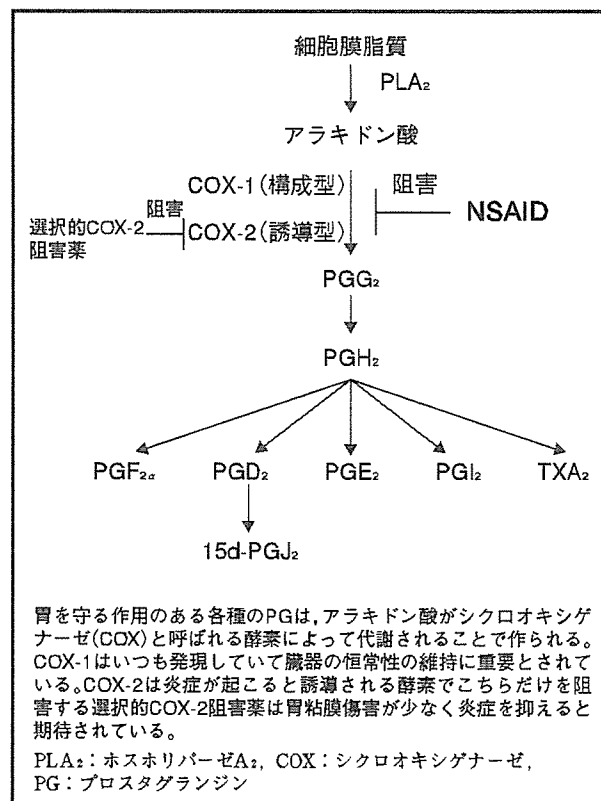 細胞膜脂質
PLA₂
アラキドン酸
COX-1（構成型）
阻害
阻害
選択的COX-2
阻害薬
COX-2（誘導型）
NSAID
PGG₂
PGH₂
PGF₂α PGD₂ PGE₂ PGI₂ TXA₂
15d-PGJ₂
胃を守る作用のある各種のPGは，アラキドン酸がシクロオキシゲ
ナーゼ(COX)と呼ばれる酵素によって代謝されることで作られる。
COX-1はいつも発現していて臓器の恒常性の維持に重要とされて
いる。COX-2は炎症が起こると誘導される酵素でこちらだけを阻
害する選択的COX-2阻害薬は胃粘膜傷害が少なく炎症を抑えると
期待されている。
PLA₂：ホスホリパーゼA₂，COX：シクロオキシゲナーゼ，
PG：プロスタグランジン